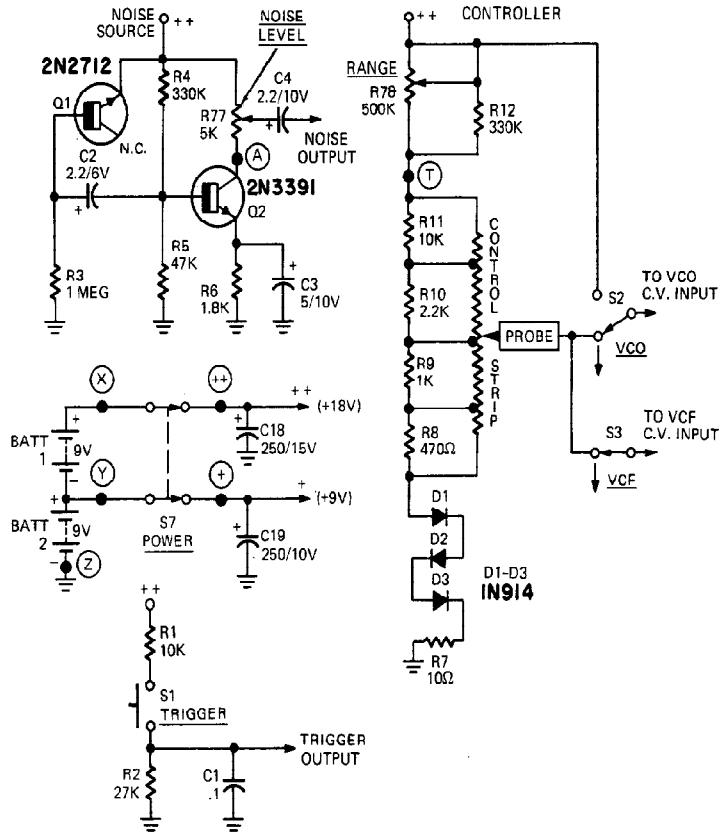 NOISE
SOURCE
++
NOISE
LEVEL
2N2712
Q1
N.C.
R4
330K
R77
5K
C4
2.2/10V
+
NOISE
OUTPUT
A
C2
2.2/6V
+
2N3391
Q2
R3
1 MEG
R5
47K
R6
1.8K
+
C3
5/10V
CONTROLLER
++
RANGE
R78
500K
R12
330K
T
R11
10K
R10
2.2K
R9
1K
R8
470Ω
CONTROL
STRIP
PROBE
S2
TO VCO
C.V. INPUT
VCO
S3
TO VCF
C.V. INPUT
VCF
D1
D2
D3
D1-D3
1N914
R7
10Ω
X
++
++
(+18V)
+
BATT
1
9V
-
+
C18
250/15V
Y
+
+
(+9V)
+
BATT
2
9V
-
Z
S7
POWER
+
C19
250/10V
++
R1
10K
S1
TRIGGER
TRIGGER
OUTPUT
R2
27K
C1
.1